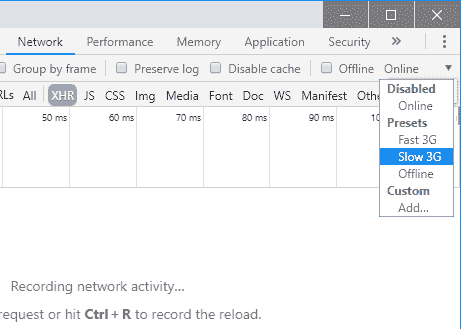 Network Performance Memory Application Security »
Group by frame Preserve log Disable cache Offline Online
RLs All XHR JS CSS Img Media Font Doc WS Manifest Othe
50 ms 60 ms 70 ms 80 ms 90 ms 10
Disabled
Online
Presets
Fast 3G
Slow 3G
Offline
Custom
Add...
Recording network activity...
request or hit Ctrl + R to record the reload.